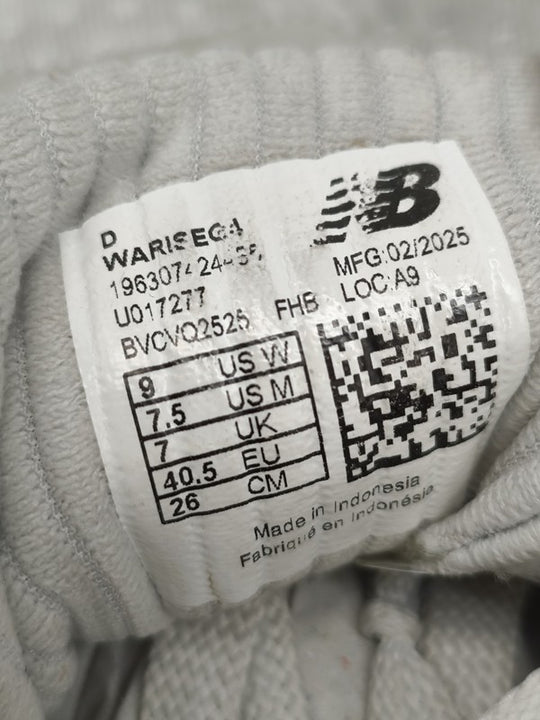 D
WARISEGA
U017277
BVCVQ2525 FHB
NB
MFG:02/2025
LOC:A9
9 US W
7.5 US M
7 UK
40.5 EU
26 CM
Made in Indonesia
Fabriqué en Indonésie